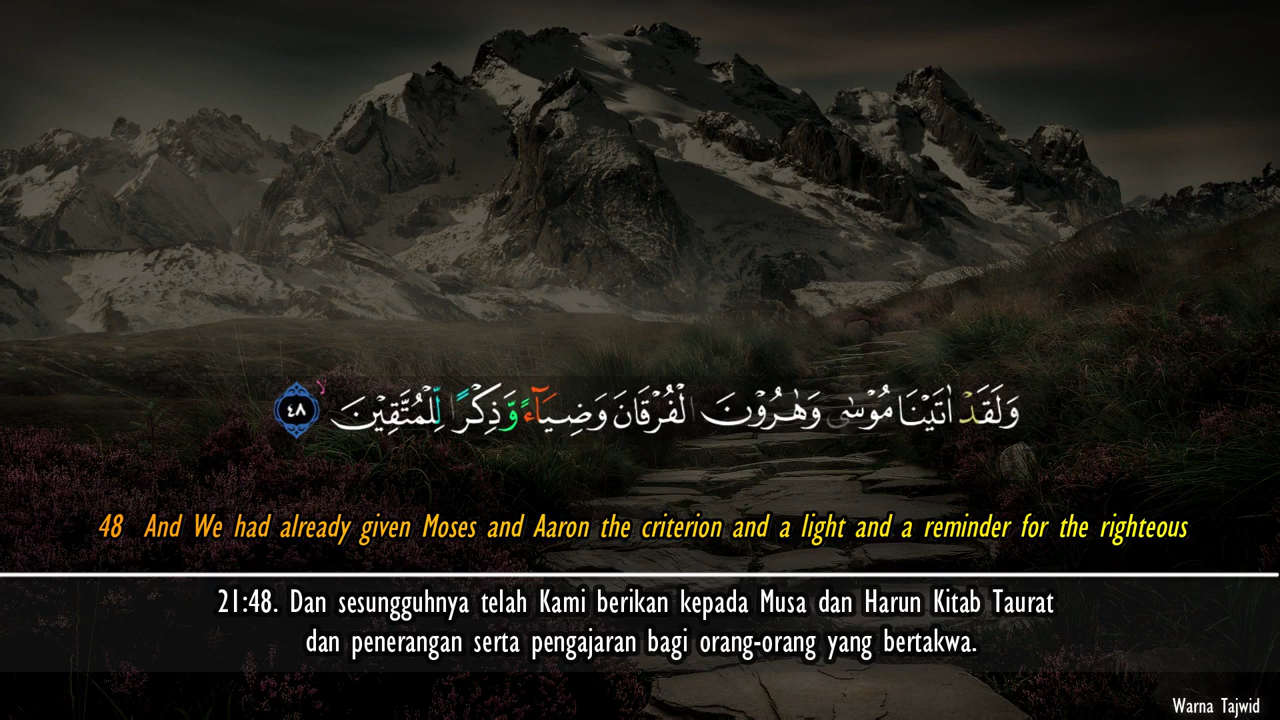 وَلَقَدْ اٰتَيْنَا مُوْسٰى وَهٰرُوْنَ الْفُرْقَانَ وَضِيَاۤءً وَّذِكْرًا لِّلْمُتَّقِيْنَ ۙ ٤٨
48 And We had already given Moses and Aaron the criterion and a light and a reminder for the righteous
21:48. Dan sesungguhnya telah Kami berikan kepada Musa dan Harun Kitab Taurat
dan penerangan serta pengajaran bagi orang-orang yang bertakwa.
Warna Tajwid